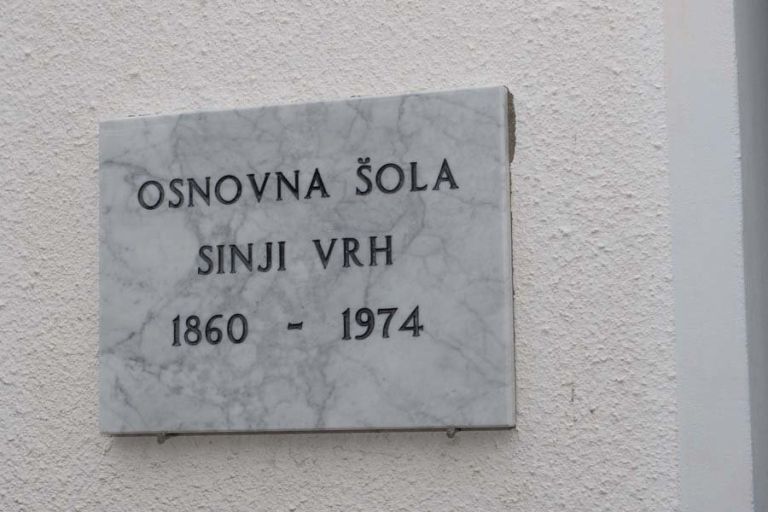 OSNOVNA ŠOLA
SINJI VRH
1860 - 1974